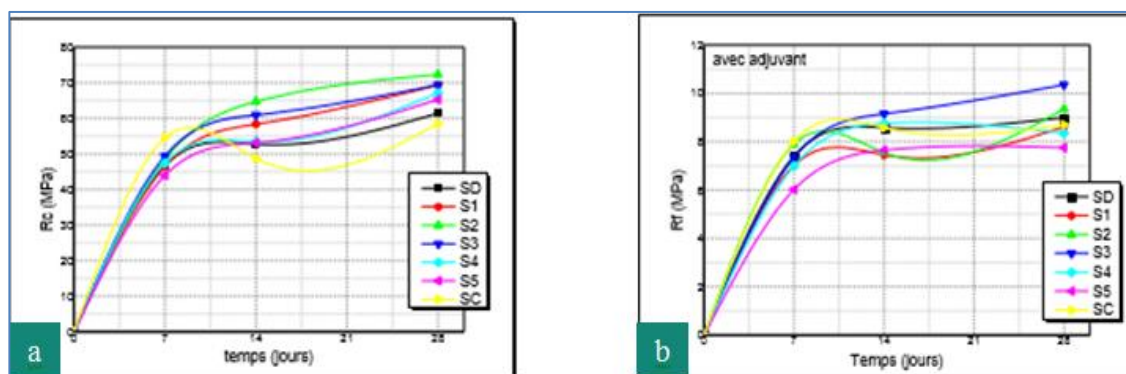 80
70
60
50
40
30
20
10
0
Rc (MPa)
0 7 14 21 28
temps (jours)
SD
S1
S2
S3
S4
S5
SC
a
avec adjuvant
12
10
8
6
4
2
0
Rf (MPa)
0 7 14 21 28
Temps (jours)
SD
S1
S2
S3
S4
S5
SC
b